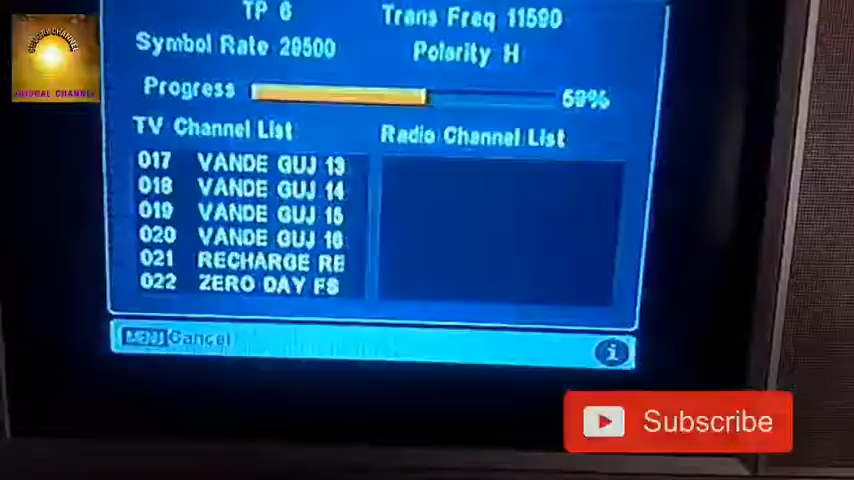 TP 6
Trans Freq 11590
Symbol Rate 29500
Polarity H
Progress 59%
TV Channel List
Radio Channel List
017 VANDE GUJ 13
018 VANDE GUJ 14
019 VANDE GUJ 15
020 VANDE GUJ 16
021 RECHARGE RE
022 ZERO DAY FS
MENU Cancel
i
Subscribe